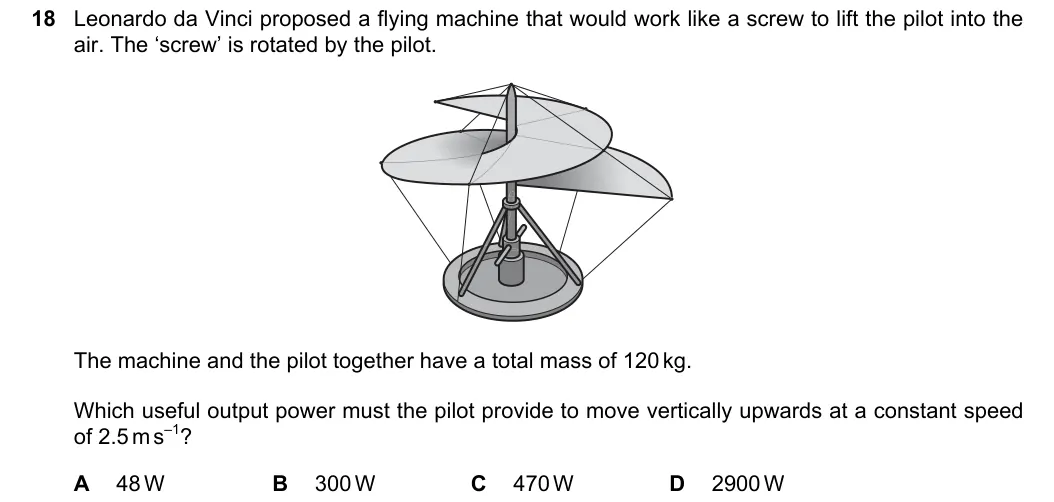 18 Leonardo da Vinci proposed a flying machine that would work like a screw to lift the pilot into the
air. The ‘screw’ is rotated by the pilot.
The machine and the pilot together have a total mass of 120 kg.
Which useful output power must the pilot provide to move vertically upwards at a constant speed
of 2.5 m s⁻¹?
A 48 W B 300 W C 470 W D 2900 W